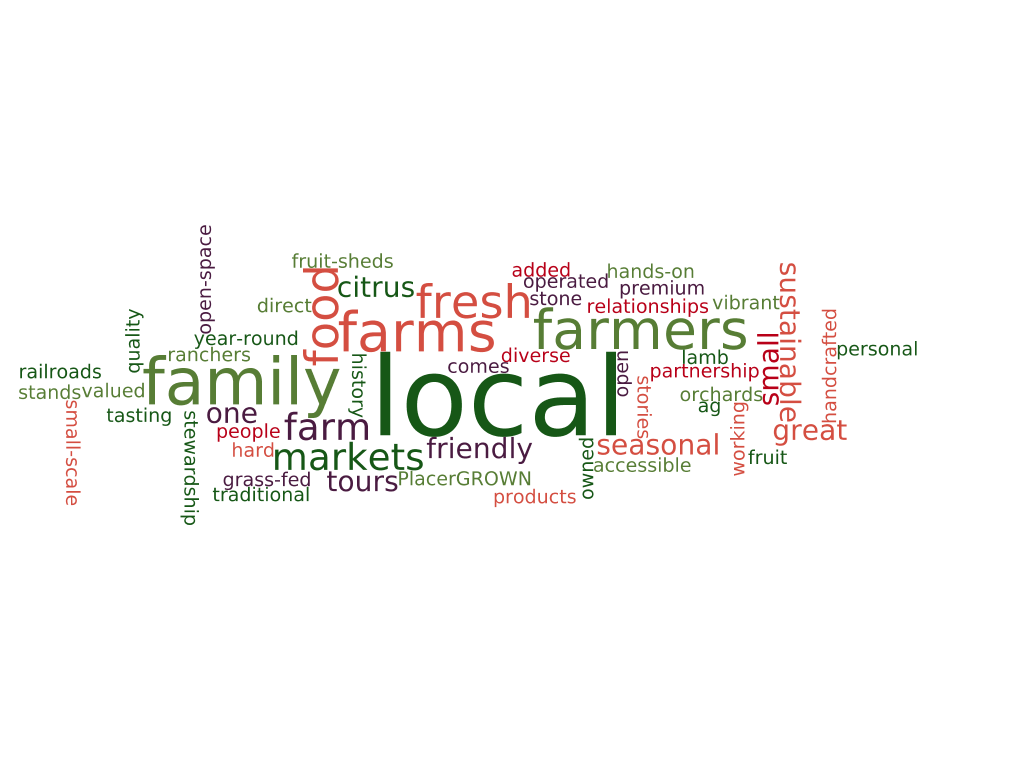 open-space
fruit-sheds
food
citrus
added
operated
hands-on
sustainable
direct
fresh
stone
premium
relationships
vibrant
quality
year-round
farms
farmers
small
handcrafted
ranchers
history
comes
diverse
open
lamb
personal
railroads
family
local
stories
partnership
stands
valued
orchards
small-scale
tasting
stewardship
one
ag
working
people
farm
friendly
seasonal
great
hard
markets
owned
accessible
fruit
grass-fed
tours
PlacerGROWN
traditional
products